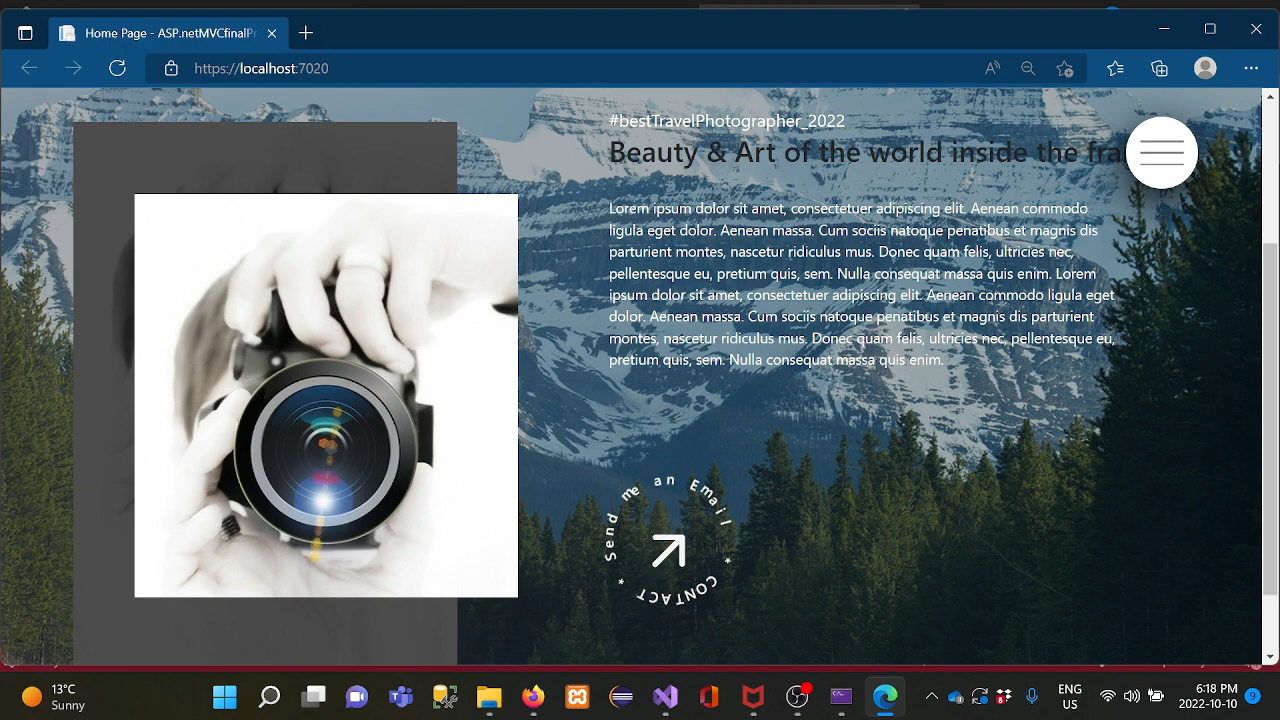 Home Page - ASP.netMVCfinalPr
https://localhost:7020
#bestTravelPhotographer_2022
Beauty & Art of the world inside the fra
Lorem ipsum dolor sit amet, consectetuer adipiscing elit. Aenean commodo
ligula eget dolor. Aenean massa. Cum sociis natoque penatibus et magnis dis
parturient montes, nascetur ridiculus mus. Donec quam felis, ultricies nec,
pellentesque eu, pretium quis, sem. Nulla consequat massa quis enim. Lorem
ipsum dolor sit amet, consectetuer adipiscing elit. Aenean commodo ligula eget
dolor. Aenean massa. Cum sociis natoque penatibus et magnis dis parturient
montes, nascetur ridiculus mus. Donec quam felis, ultricies nec, pellentesque eu,
pretium quis, sem. Nulla consequat massa quis enim.
Send me an Email * CONTACT *
13°C
Sunny
ENG
US
6:18 PM
2022-10-10
9